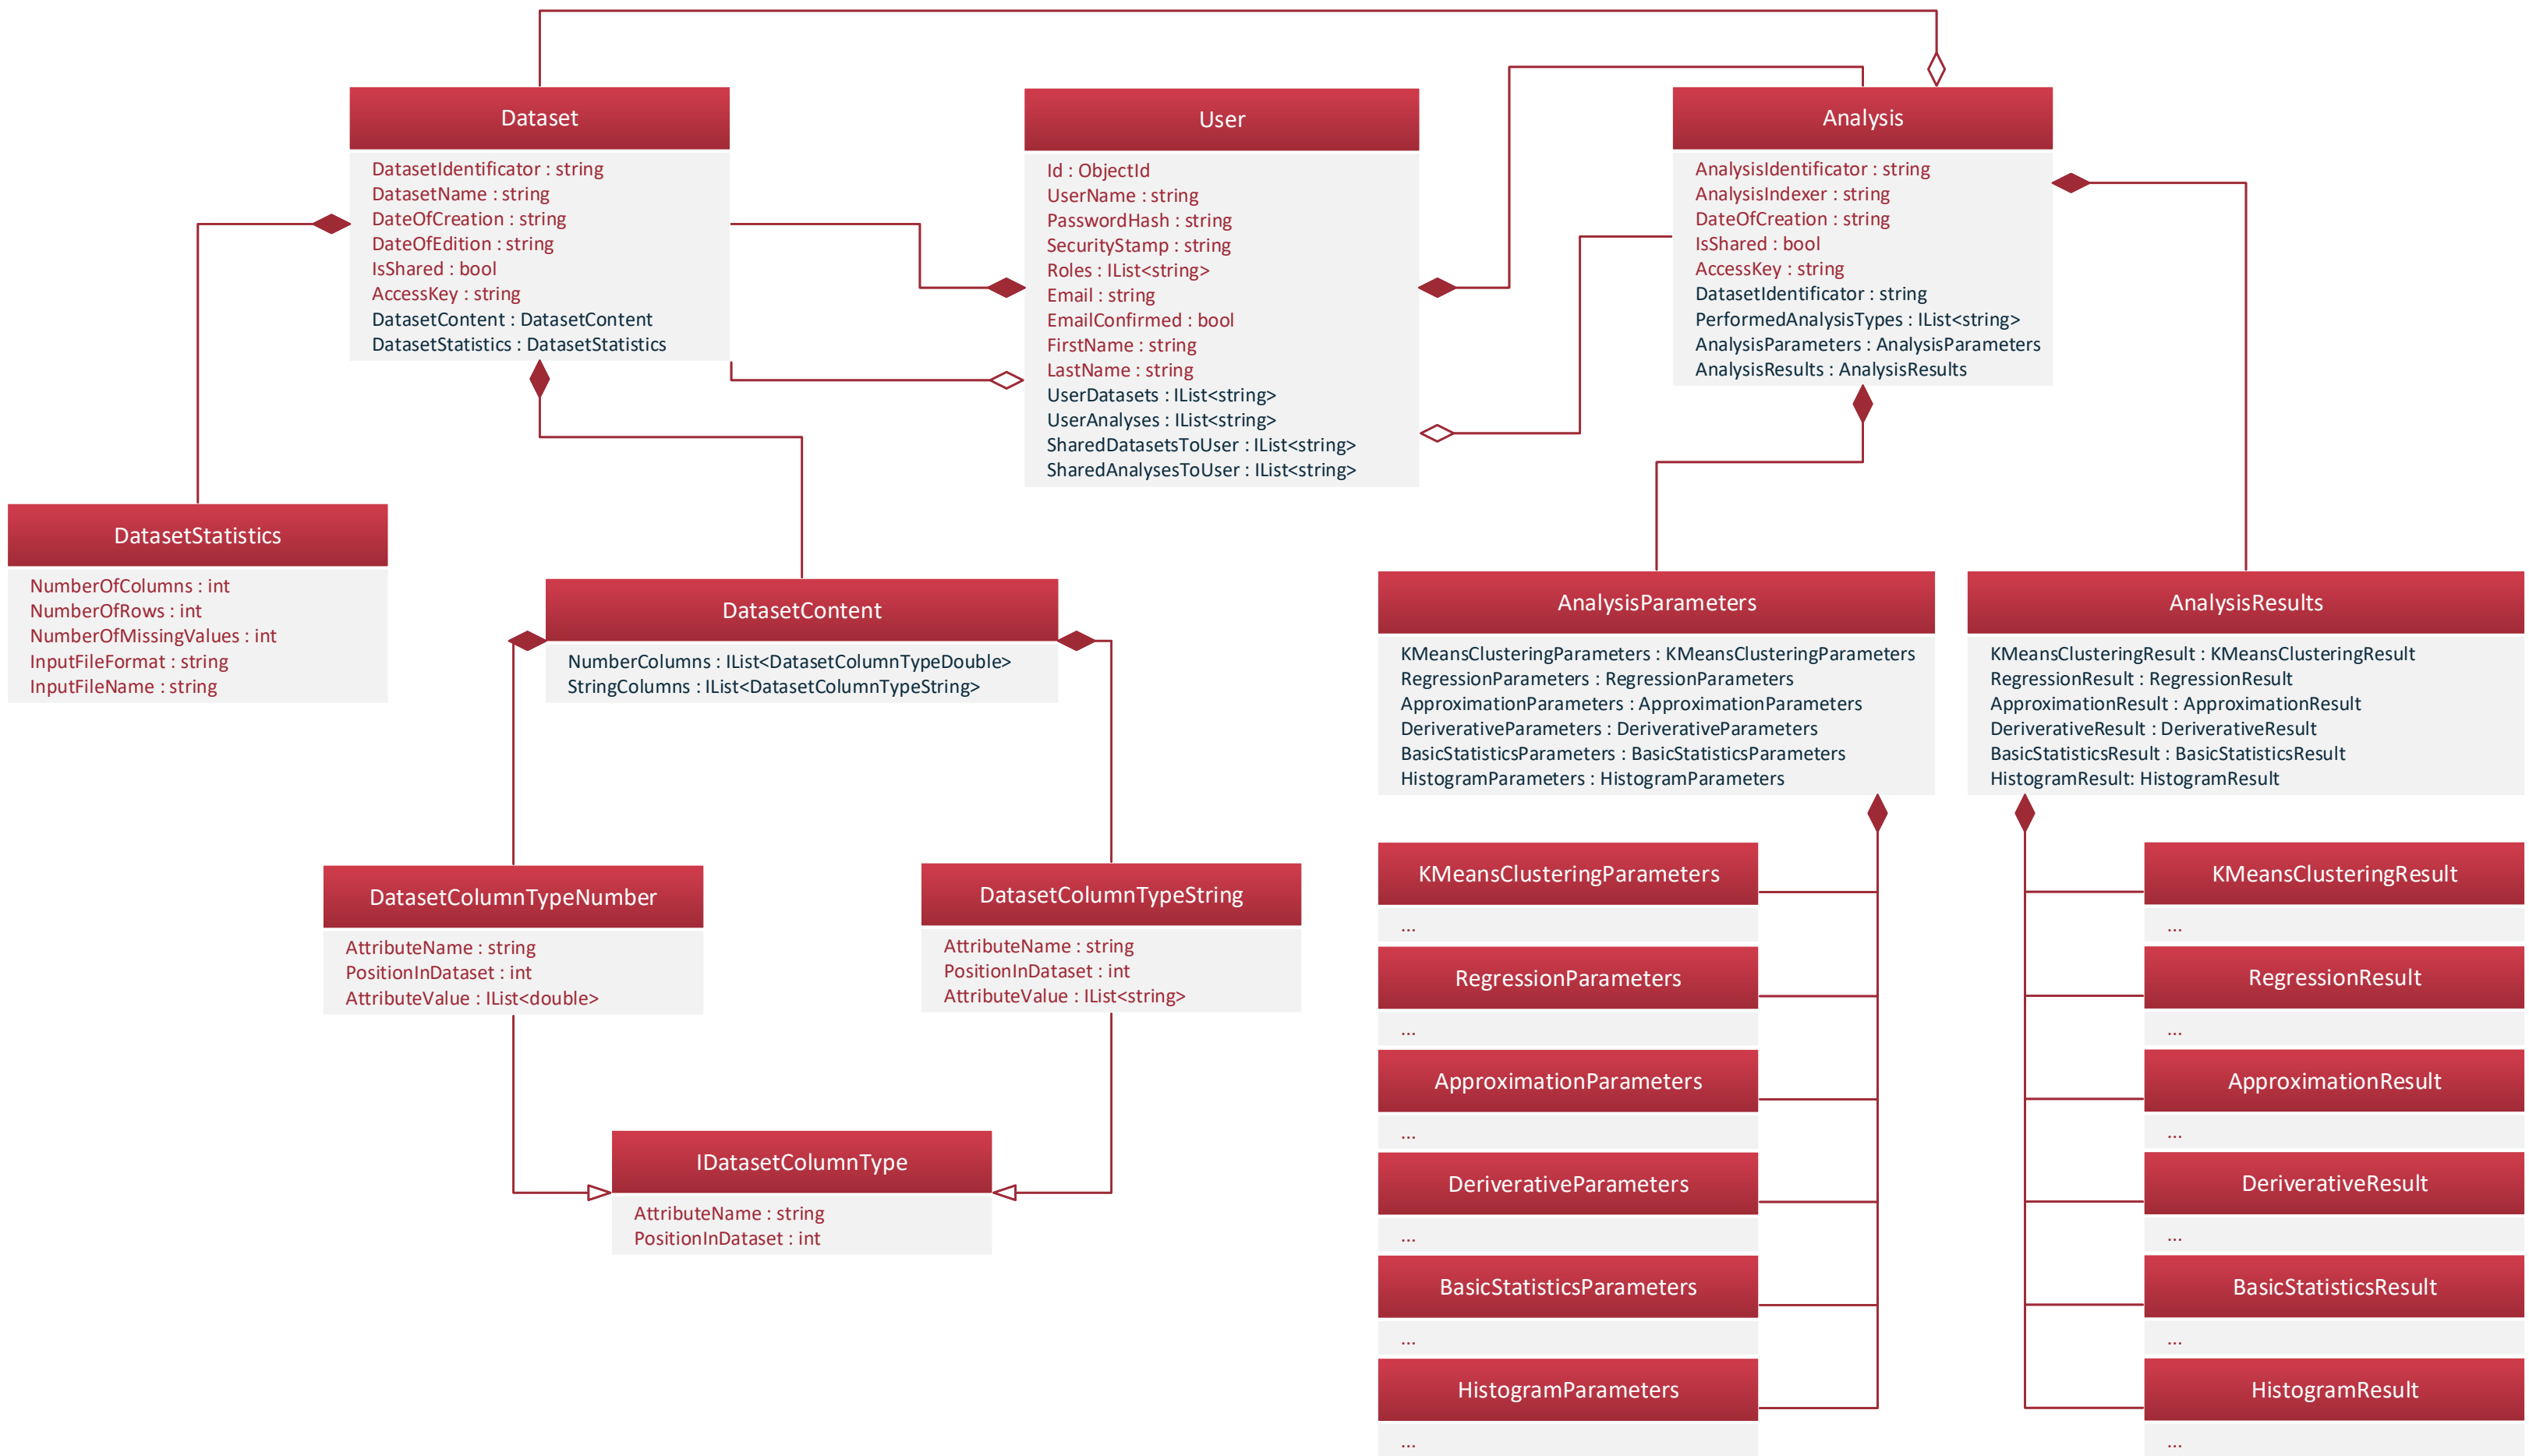 Dataset
DatasetIdentificator : string
DatasetName : string
DateOfCreation : string
DateOfEdition : string
IsShared : bool
AccessKey : string
DatasetContent : DatasetContent
DatasetStatistics : DatasetStatistics
User
Id : ObjectId
UserName : string
PasswordHash : string
SecurityStamp : string
Roles : IList<string>
Email : string
EmailConfirmed : bool
FirstName : string
LastName : string
UserDatasets : IList<string>
UserAnalyses : IList<string>
SharedDatasetsToUser : IList<string>
SharedAnalysesToUser : IList<string>
Analysis
AnalysisIdentificator : string
AnalysisIndexer : string
DateOfCreation : string
IsShared : bool
AccessKey : string
DatasetIdentificator : string
PerformedAnalysisTypes : IList<string>
AnalysisParameters : AnalysisParameters
AnalysisResults : AnalysisResults
DatasetStatistics
NumberOfColumns : int
NumberOfRows : int
NumberOfMissingValues : int
InputFileFormat : string
InputFileName : string
DatasetContent
NumberColumns : IList<DatasetColumnTypeDouble>
StringColumns : IList<DatasetColumnTypeString>
AnalysisParameters
KMeansClusteringParameters : KMeansClusteringParameters
RegressionParameters : RegressionParameters
ApproximationParameters : ApproximationParameters
DeriverativeParameters : DeriverativeParameters
BasicStatisticsParameters : BasicStatisticsParameters
HistogramParameters : HistogramParameters
AnalysisResults
KMeansClusteringResult : KMeansClusteringResult
RegressionResult : RegressionResult
ApproximationResult : ApproximationResult
DeriverativeResult : DeriverativeResult
BasicStatisticsResult : BasicStatisticsResult
HistogramResult: HistogramResult
DatasetColumnTypeNumber
AttributeName : string
PositionInDataset : int
AttributeValue : IList<double>
DatasetColumnTypeString
AttributeName : string
PositionInDataset : int
AttributeValue : IList<string>
IDatasetColumnType
AttributeName : string
PositionInDataset : int
KMeansClusteringParameters
...
RegressionParameters
...
ApproximationParameters
...
DeriverativeParameters
...
BasicStatisticsParameters
...
HistogramParameters
...
KMeansClusteringResult
...
RegressionResult
...
ApproximationResult
...
DeriverativeResult
...
BasicStatisticsResult
...
HistogramResult
...